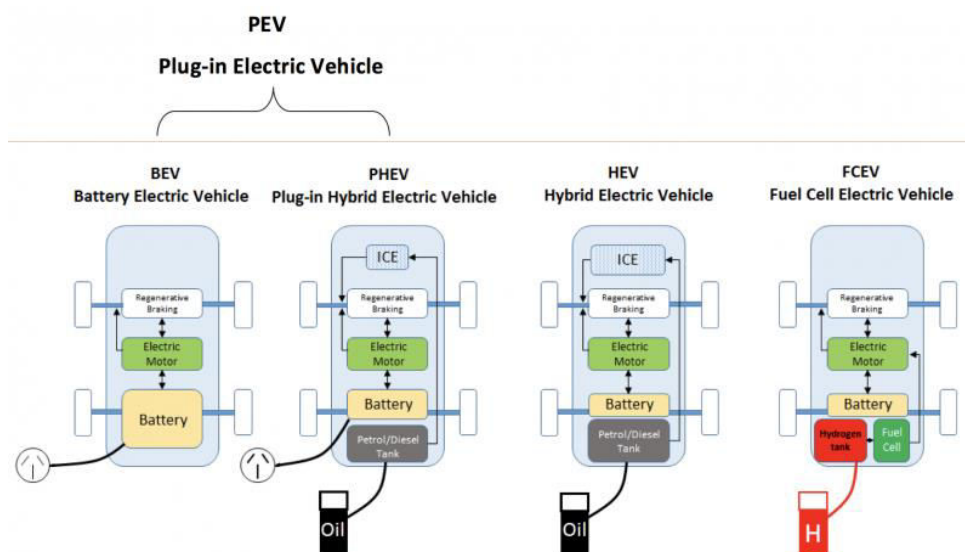 PEV
Plug-in Electric Vehicle
BEV
Battery Electric Vehicle
PHEV
Plug-in Hybrid Electric Vehicle
HEV
Hybrid Electric Vehicle
FCEV
Fuel Cell Electric Vehicle
Regenerative
Braking
Electric
Motor
Battery
ICE
Regenerative
Braking
Electric
Motor
Battery
Petrol/Diesel
Tank
Oil
ICE
Regenerative
Braking
Electric
Motor
Battery
Petrol/Diesel
Tank
Oil
Regenerative
Braking
Electric
Motor
Battery
Hydrogen
tank
Fuel
Cell
H